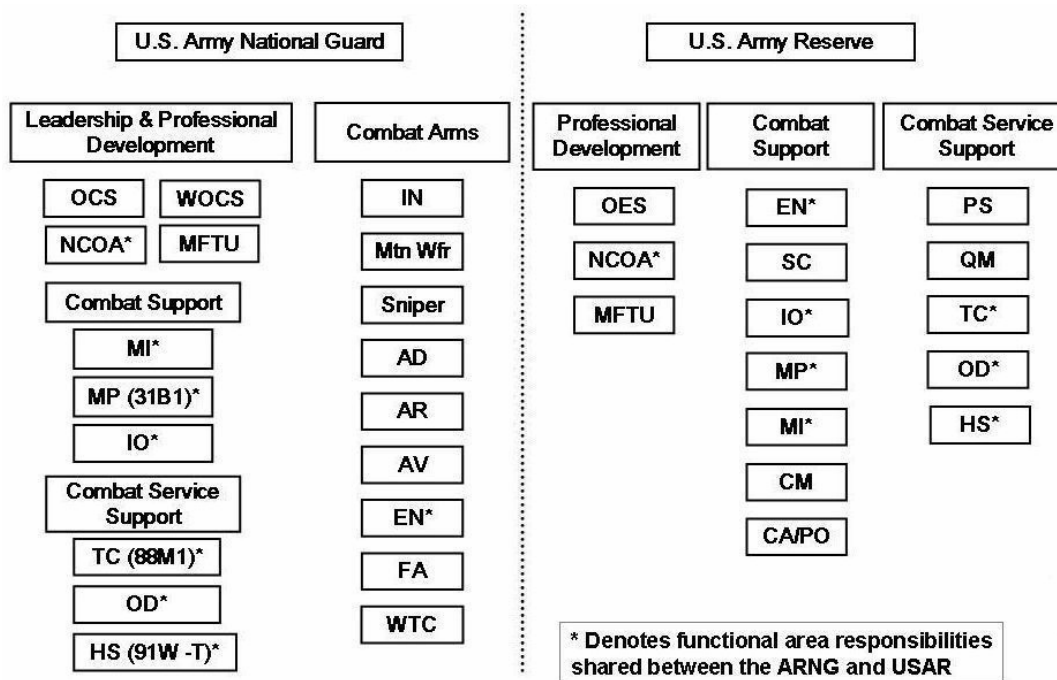 U.S. Army National Guard
Leadership & Professional
Development
OCS
WOCS
NCOA*
MFTU
Combat Support
MI*
MP (31B1)*
IO*
Combat Service
Support
TC (88M1)*
OD*
HS (91W -T)*
Combat Arms
IN
Mtn Wfr
Sniper
AD
AR
AV
EN*
FA
WTC
U.S. Army Reserve
Professional
Development
OES
NCOA*
MFTU
Combat
Support
EN*
SC
IO*
MP*
MI*
CM
CA/PO
Combat Service
Support
PS
QM
TC*
OD*
HS*
* Denotes functional area responsibilities
shared between the ARNG and USAR